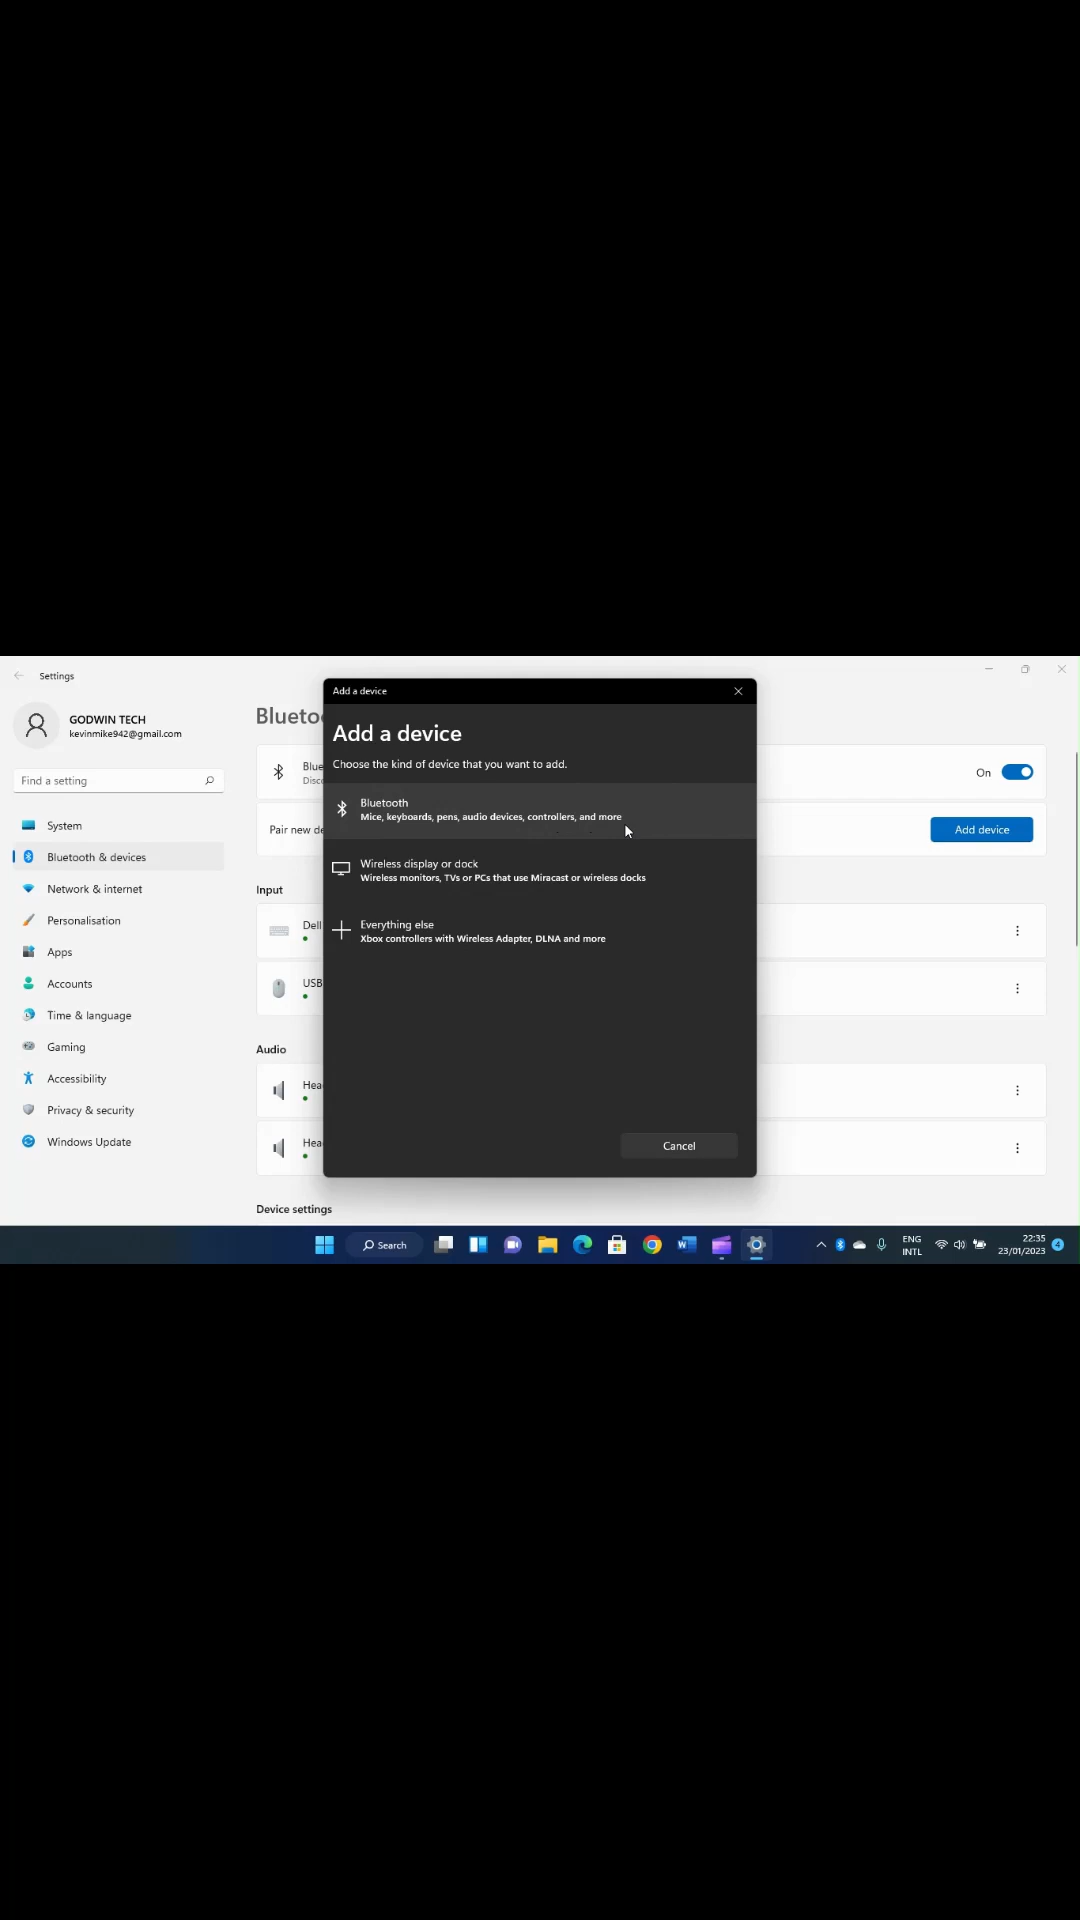 Settings
GODWIN TECH
kevinmike942@gmail.com
Find a setting
System
Bluetooth & devices
Network & internet
Personalisation
Apps
Accounts
Time & language
Gaming
Accessibility
Privacy & security
Windows Update
Blueto
Blue
Disco
On
Pair new de
Add device
Input
Dell
USB
Audio
Hea
Hea
Device settings
Add a device
Add a device
Choose the kind of device that you want to add.
Bluetooth
Mice, keyboards, pens, audio devices, controllers, and more
Wireless display or dock
Wireless monitors, TVs or PCs that use Miracast or wireless docks
Everything else
Xbox controllers with Wireless Adapter, DLNA and more
Cancel
Search
ENG
INTL
22:35
23/01/2023
4